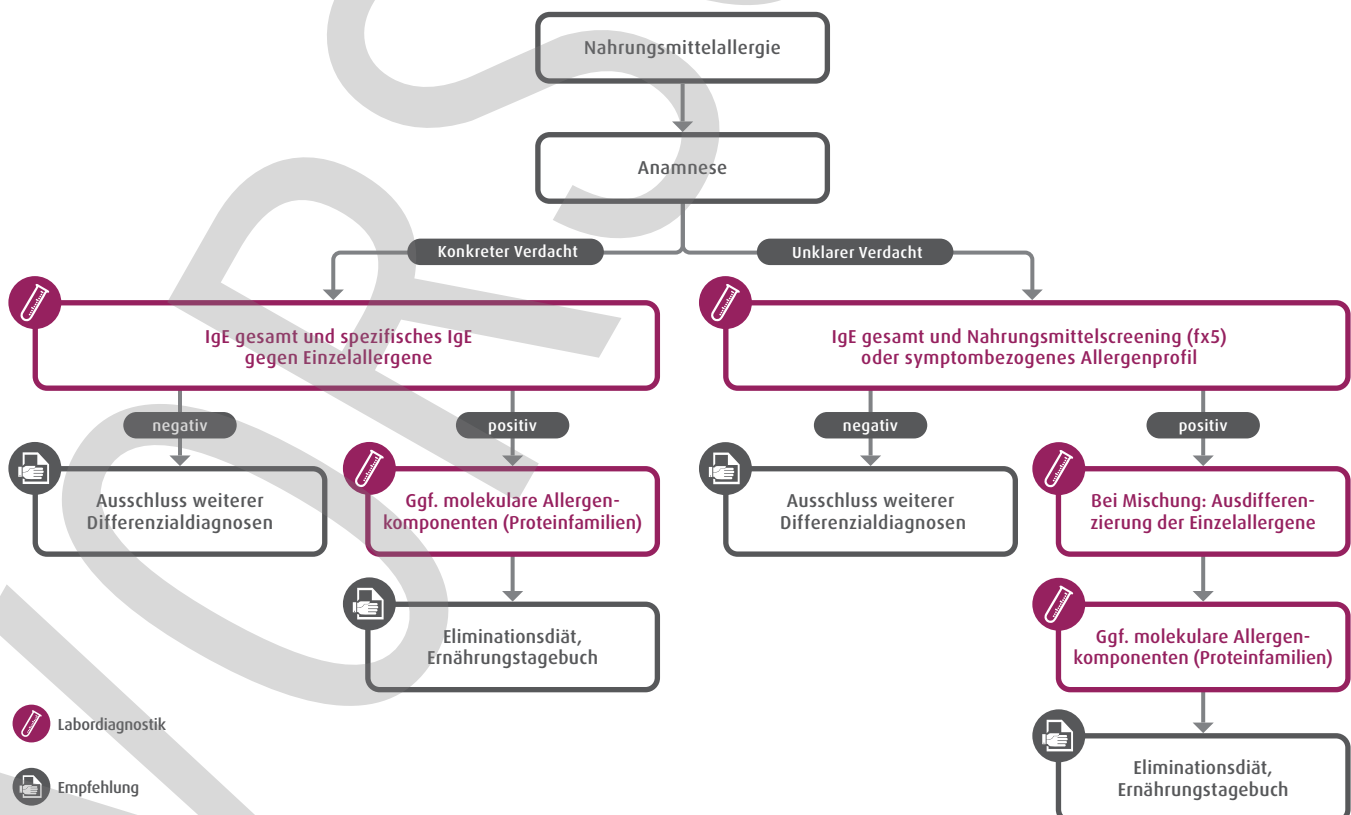 Nahrungsmittelallergie
Anamnese
Konkreter Verdacht
Unklarer Verdacht
IgE gesamt und spezifisches IgE
gegen Einzelallergene
IgE gesamt und Nahrungsmittelscreening (fx5)
oder symptombezogenes Allergenprofil
negativ
positiv
negativ
positiv
Ausschluss weiterer
Differenzialdiagnosen
Ggf. molekulare Allergen-
komponenten (Proteinfamilien)
Ausschluss weiterer
Differenzialdiagnosen
Bei Mischung: Ausdifferen-
zierung der Einzelallergene
Eliminationsdiät,
Ernährungstagebuch
Ggf. molekulare Allergen-
komponenten (Proteinfamilien)
Eliminationsdiät,
Ernährungstagebuch
Labordiagnostik
Empfehlung